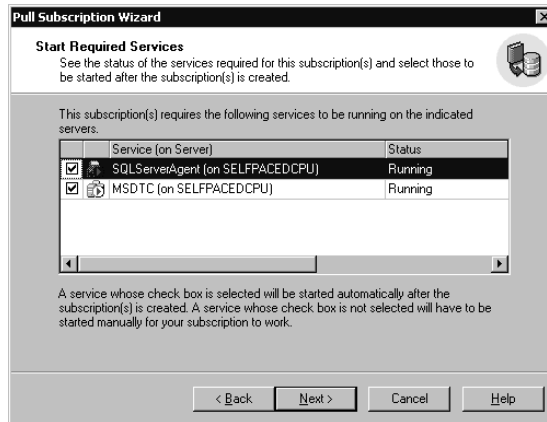 Pull Subscription Wizard
Start Required Services
See the status of the services required for this subscription(s) and select those to
be started after the subscription(s) is created.
This subscription(s) requires the following services to be running on the indicated
servers.
Service (on Server) Status
SQLServerAgent (on SELFPACEDCPU) Running
MSDTC (on SELFPACEDCPU) Running
A service whose check box is selected will be started automatically after the
subscription(s) is created. A service whose check box is not selected will have to be
started manually for your subscription to work.
< Back Next > Cancel Help